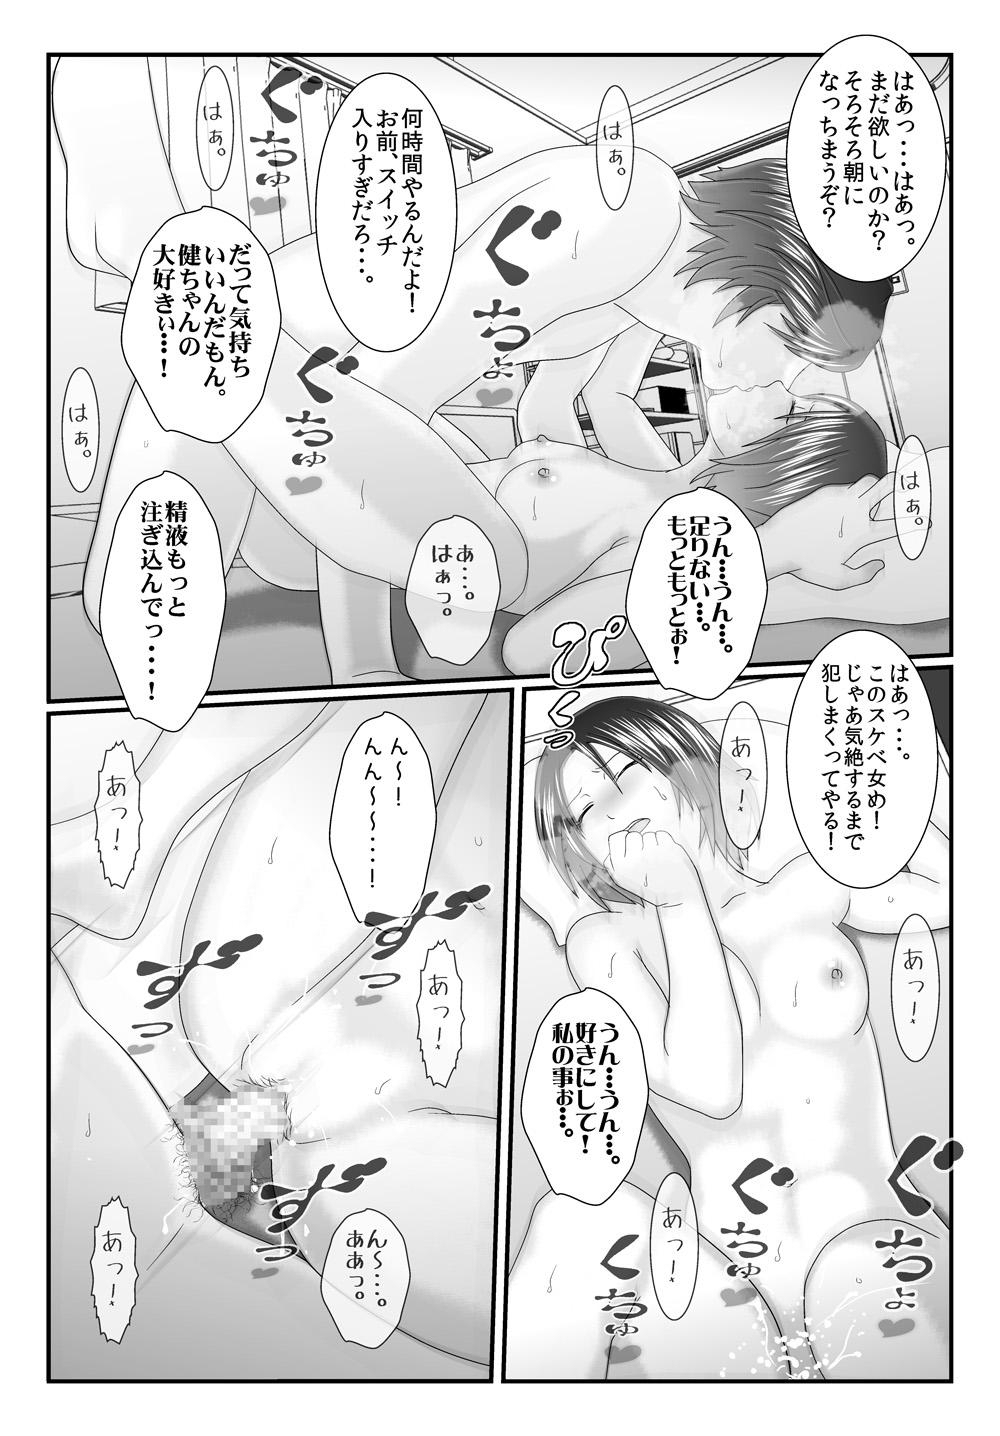 はあっ・・・はあっ。
まだ欲しいのか?
そろそろ朝に
なっちまうぞ?
はぁ。
何時間やるんだよ!
お前、スイッチ
入りすぎだろ・・・。
はぁ。
ぐちゅ
だって気持ち
いいんだもん。
健ちゃんの
大好きぃ・・・!
ぐちょ
ぐちゅ
はぁ。
はぁ。
うん・・・うん・・・。
足りない・・・。
もっともっとぉ!
あ・・・。
はぁっ。
精液もっと
注ぎ込んでっ・・・・!
ぴくっ
はあっ・・・。
このスケベ女め!
じゃあ気絶するまで
犯しまくってやる!
あっー
あっー
うん・・・うん・・・。
好きにして!
私の事ぉ・・・。
ぐちょ
ぐちゅ
あっー
くちゅ
ん~!
んん~~・・・・!
あっー
ずっ
ずっ
あっー
ずっ
ん~・・・。
ああっ。
あっー